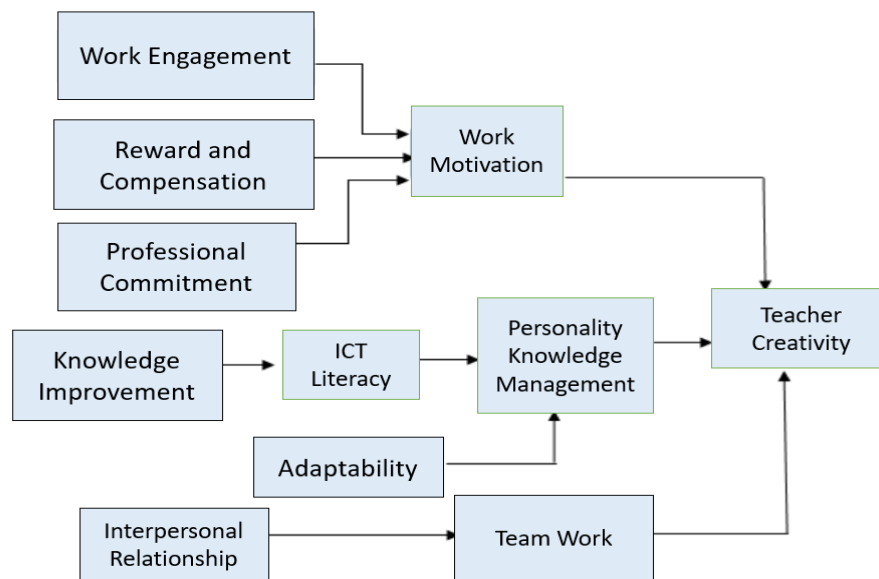 Work Engagement
Reward and
Compensation
Professional
Commitment
Work
Motivation
Knowledge
Improvement
ICT
Literacy
Personality
Knowledge
Management
Teacher
Creativity
Adaptability
Interpersonal
Relationship
Team Work